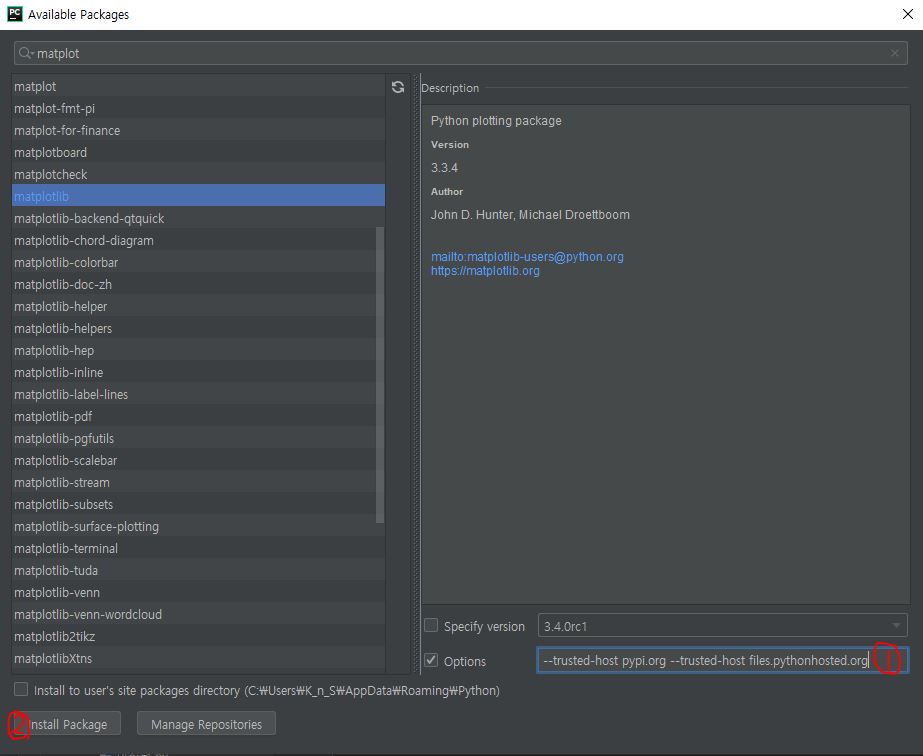 PC Available Packages
matplot
matplot
matplot-fmt-pi
matplot-for-finance
matplotboard
matplotcheck
matplotlib
matplotlib-backend-qtquick
matplotlib-chord-diagram
matplotlib-colorbar
matplotlib-doc-zh
matplotlib-helper
matplotlib-helpers
matplotlib-hep
matplotlib-inline
matplotlib-label-lines
matplotlib-pdf
matplotlib-pgfutils
matplotlib-scalebar
matplotlib-stream
matplotlib-subsets
matplotlib-surface-plotting
matplotlib-terminal
matplotlib-tuda
matplotlib-venn
matplotlib-venn-wordcloud
matplotlib2tikz
matplotlibXtns
Description
Python plotting package
Version
3.3.4
Author
John D. Hunter, Michael Droettboom
mailto:matplotlib-users@python.org
https://matplotlib.org
Specify version 3.4.0rc1
Options --trusted-host pypi.org --trusted-host files.pythonhosted.org 1
Install to user's site packages directory (C:₩Users₩K_n_S₩AppData₩Roaming₩Python)
2 Install Package Manage Repositories